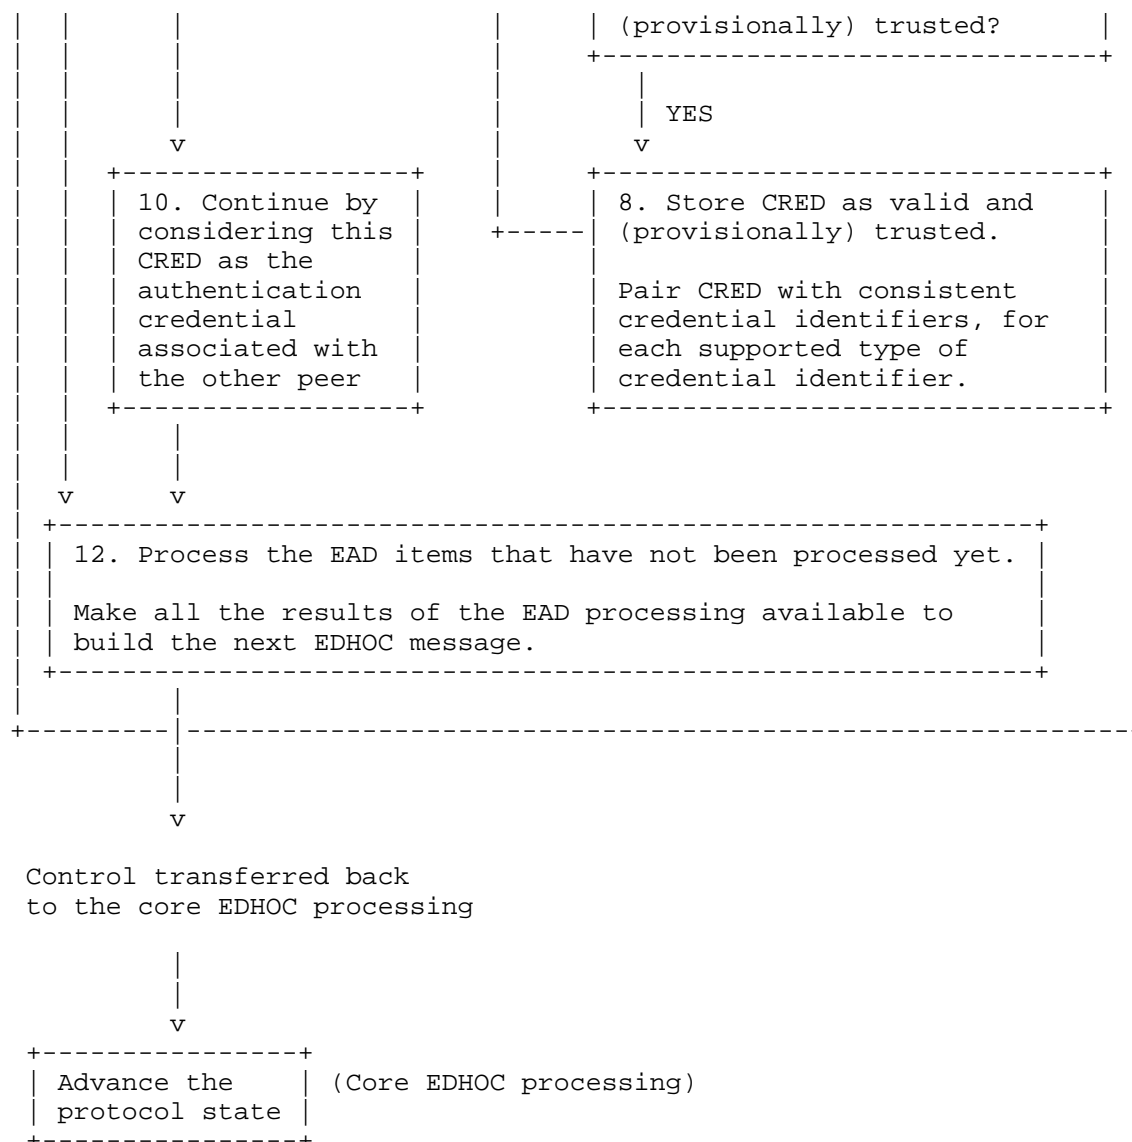 (provisionally) trusted?
YES
10. Continue by
considering this
CRED as the
authentication
credential
associated with
the other peer
8. Store CRED as valid and
(provisionally) trusted.
Pair CRED with consistent
credential identifiers, for
each supported type of
credential identifier.
12. Process the EAD items that have not been processed yet.
Make all the results of the EAD processing available to
build the next EDHOC message.
Control transferred back
to the core EDHOC processing
Advance the
protocol state
(Core EDHOC processing)